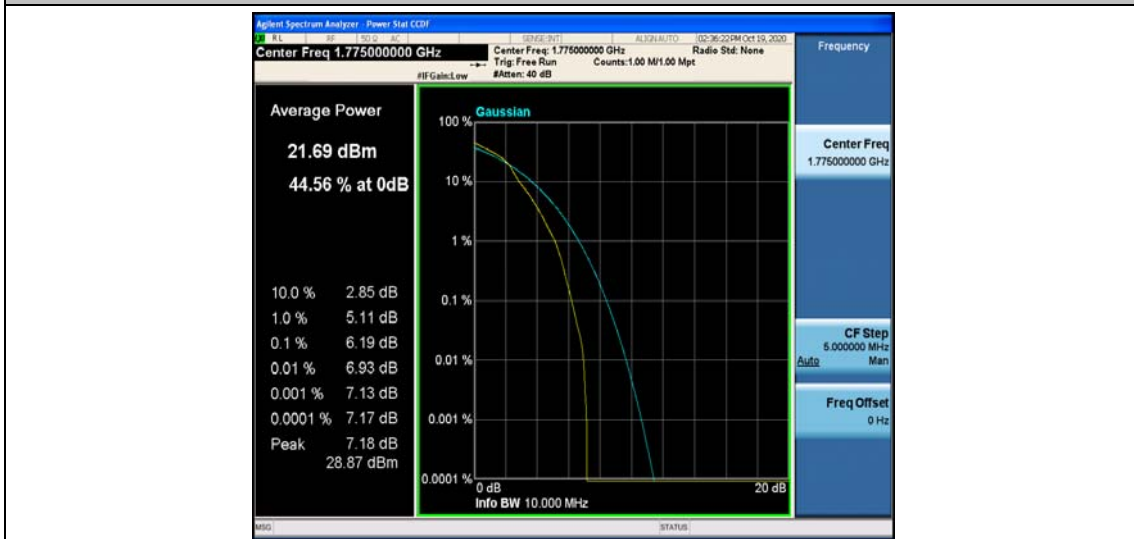 Agilent Spectrum Analyzer - Power Stat CCDF
RL RF 50 Ω AC SENSE:INT ALIGN AUTO 02:36:22 PM Oct 19, 2020
Center Freq 1.775000000 GHz
Center Freq: 1.775000000 GHz Radio Std: None
Trig: Free Run Counts:1.00 M/1.00 Mpt
#IFGain:Low #Atten: 40 dB
Frequency
Average Power
21.69 dBm
44.56 % at 0dB
10.0 % 2.85 dB
1.0 % 5.11 dB
0.1 % 6.19 dB
0.01 % 6.93 dB
0.001 % 7.13 dB
0.0001 % 7.17 dB
Peak 7.18 dB
28.87 dBm
Gaussian
100 %
10 %
1 %
0.1 %
0.01 %
0.001 %
0.0001 %
0 dB 20 dB
Info BW 10.000 MHz
Center Freq
1.775000000 GHz
CF Step
5.000000 MHz
Auto Man
Freq Offset
0 Hz
MSG STATUS